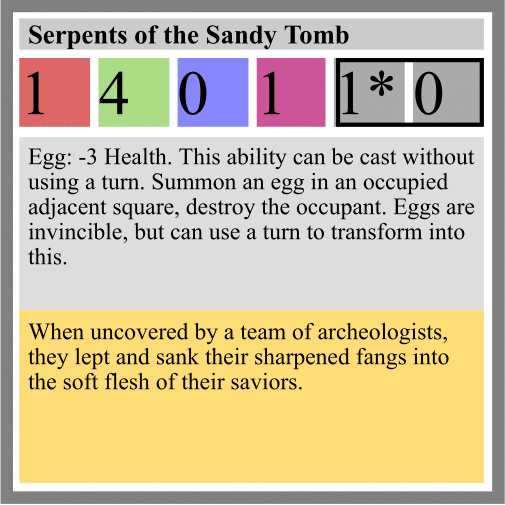 Serpents of the Sandy Tomb
1 4 0 1 1* 0
Egg: -3 Health. This ability can be cast without
using a turn. Summon an egg in an occupied
adjacent square, destroy the occupant. Eggs are
invincible, but can use a turn to transform into
this.
When uncovered by a team of archeologists,
they lept and sank their sharpened fangs into
the soft flesh of their saviors.